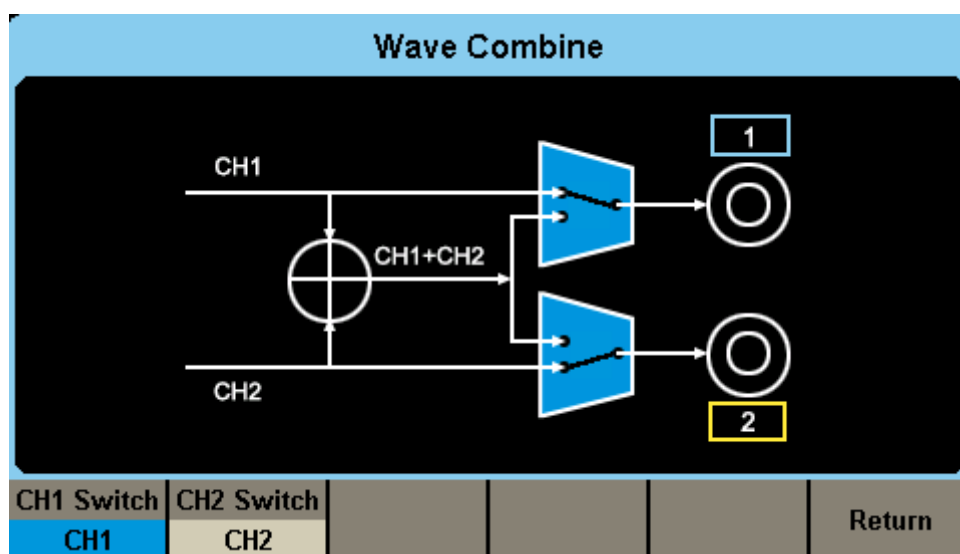 Wave Combine
1
CH1
CH1+CH2
CH2
2
CH1 Switch CH2 Switch
Return
CH1 CH2